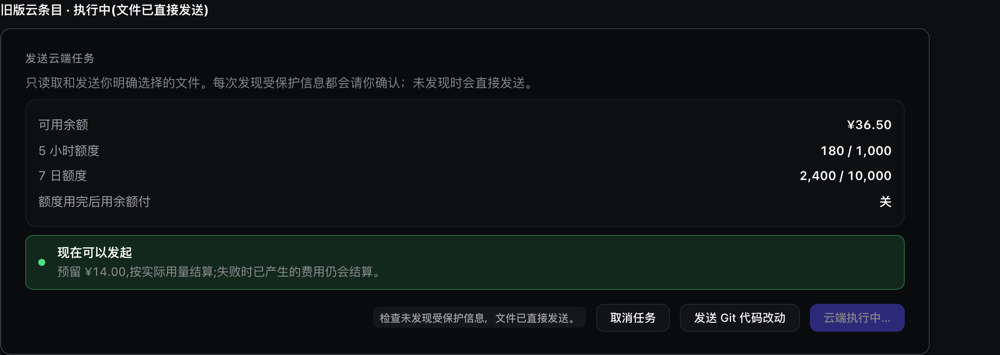 旧版云条目 · 执行中(文件已直接发送)
发送云端任务
只读取和发送你明确选择的文件。每次发现受保护信息都会请你确认；未发现时会直接发送。
可用余额 ¥36.50
5 小时额度 180 / 1,000
7 日额度 2,400 / 10,000
额度用完后用余额付 关
现在可以发起
预留 ¥14.00,按实际用量结算;失败时已产生的费用仍会结算。
检查未发现受保护信息，文件已直接发送。 取消任务 发送 Git 代码改动 云端执行中...